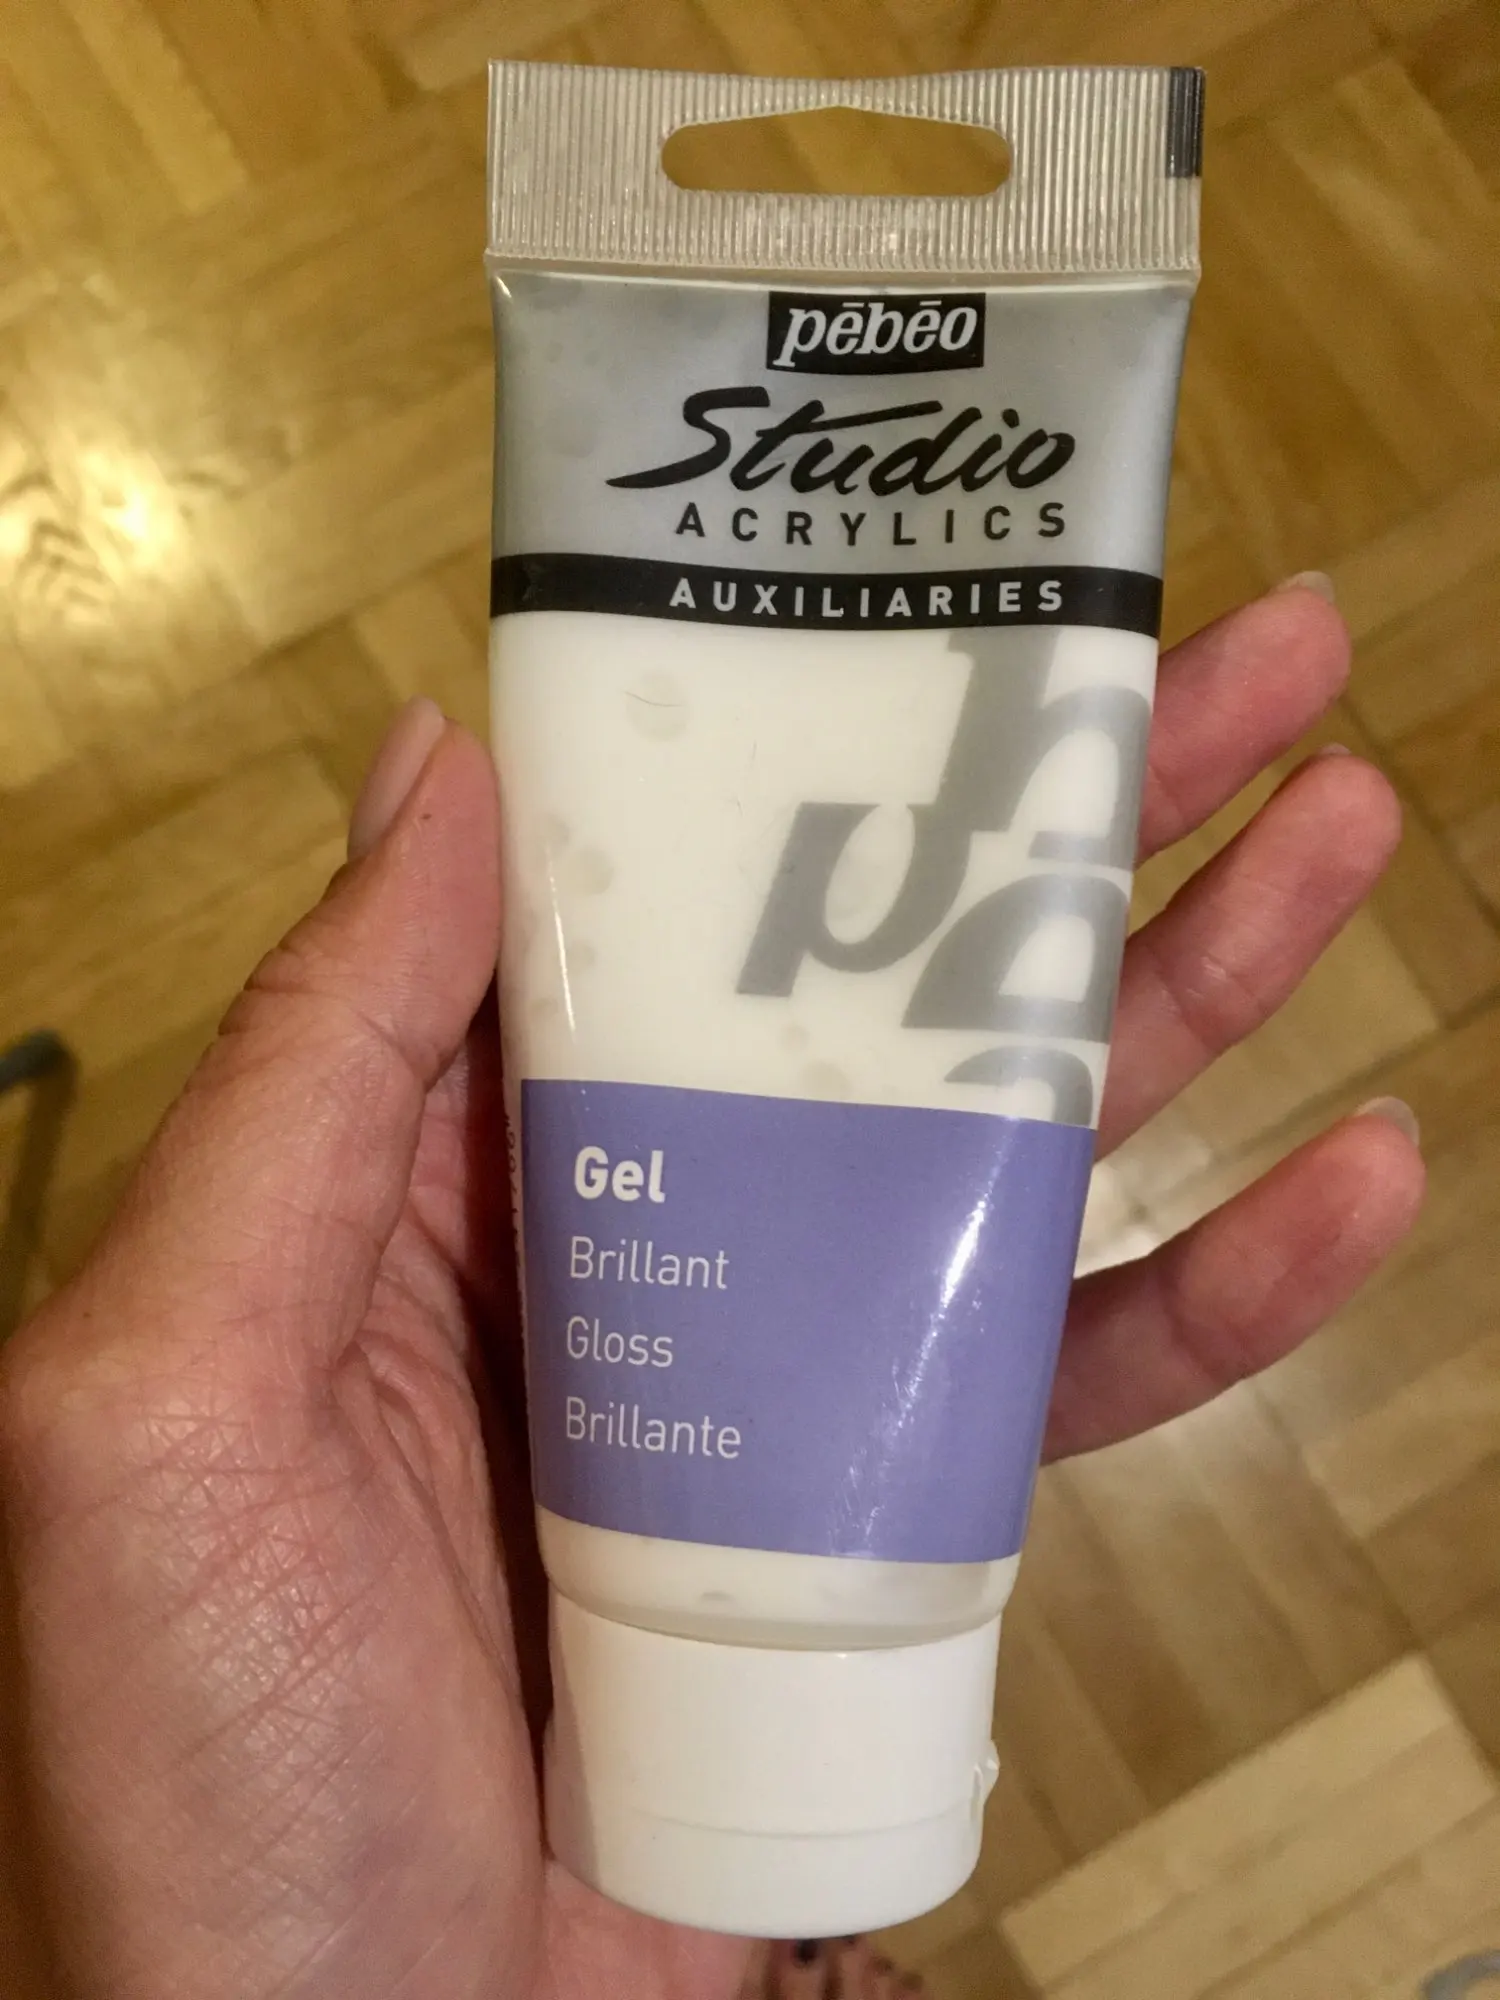 pēbēo
Studio
ACRYLICS
AUXILIARIES
Gel
Brillant
Gloss
Brillante